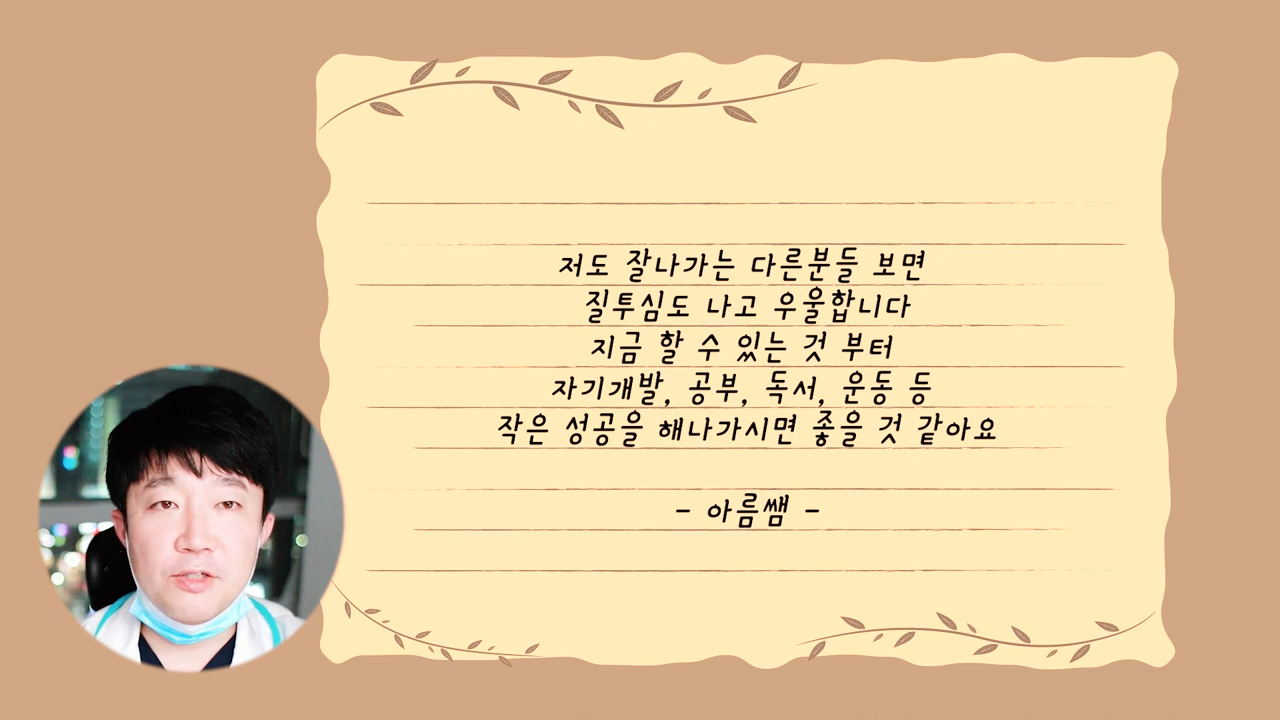 저도 잘나가는 다른분들 보면
질투심도 나고 우울합니다
지금 할 수 있는 것 부터
자기개발, 공부, 독서, 운동 등
작은 성공을 해나가시면 좋을 것 같아요
- 아름쌤 -